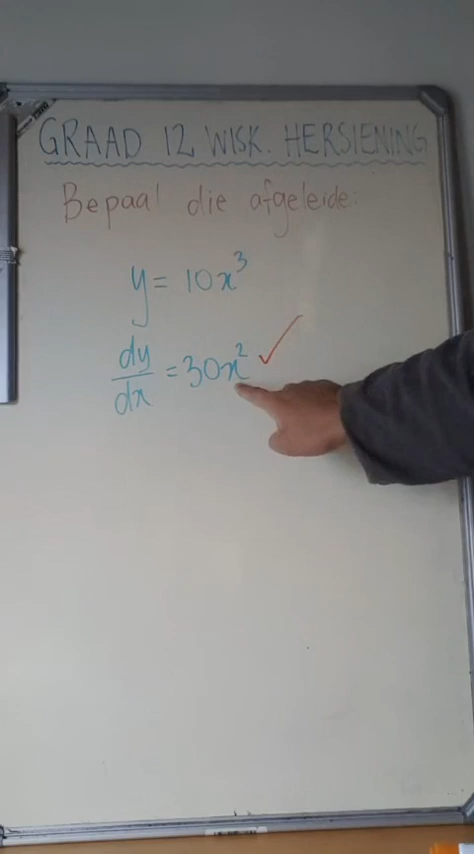 GRAAD 12 WISK. HERSIENING
Bepaal die afgeleide:
y = 10x³
dy/dx = 30x²